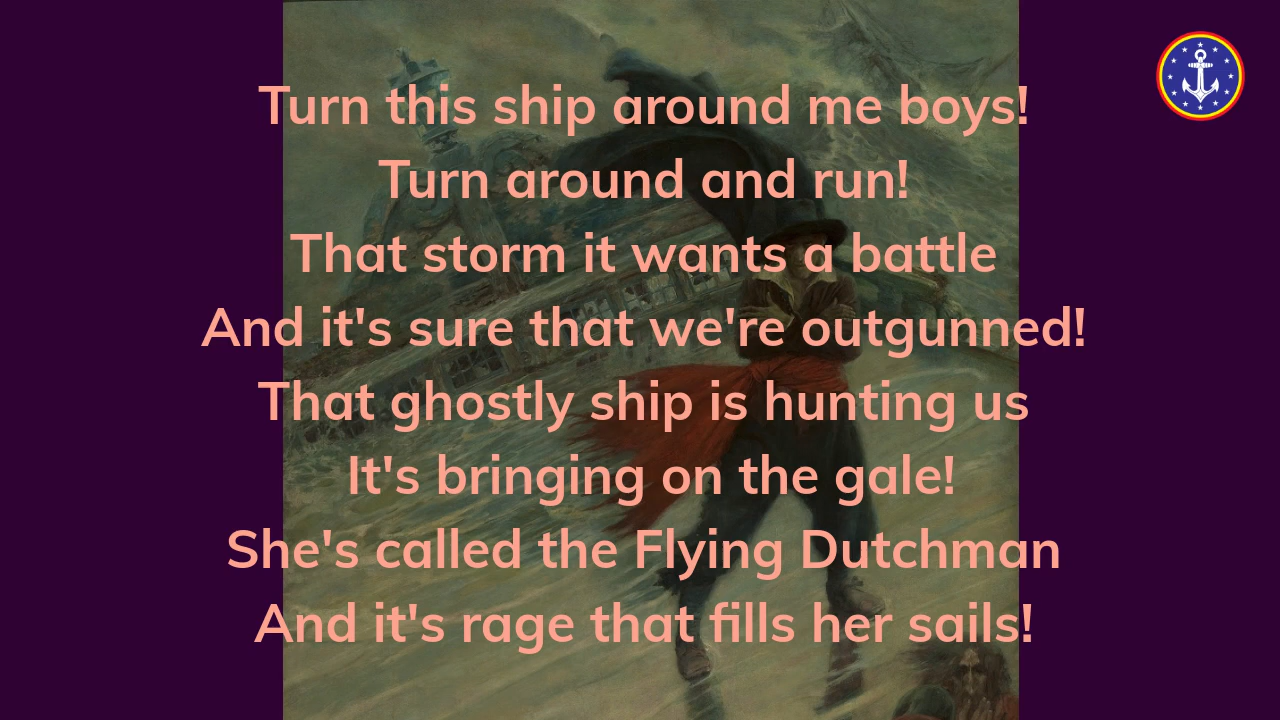 Turn this ship around me boys!
Turn around and run!
That storm it wants a battle
And it's sure that we're outgunned!
That ghostly ship is hunting us
It's bringing on the gale!
She's called the Flying Dutchman
And it's rage that fills her sails!